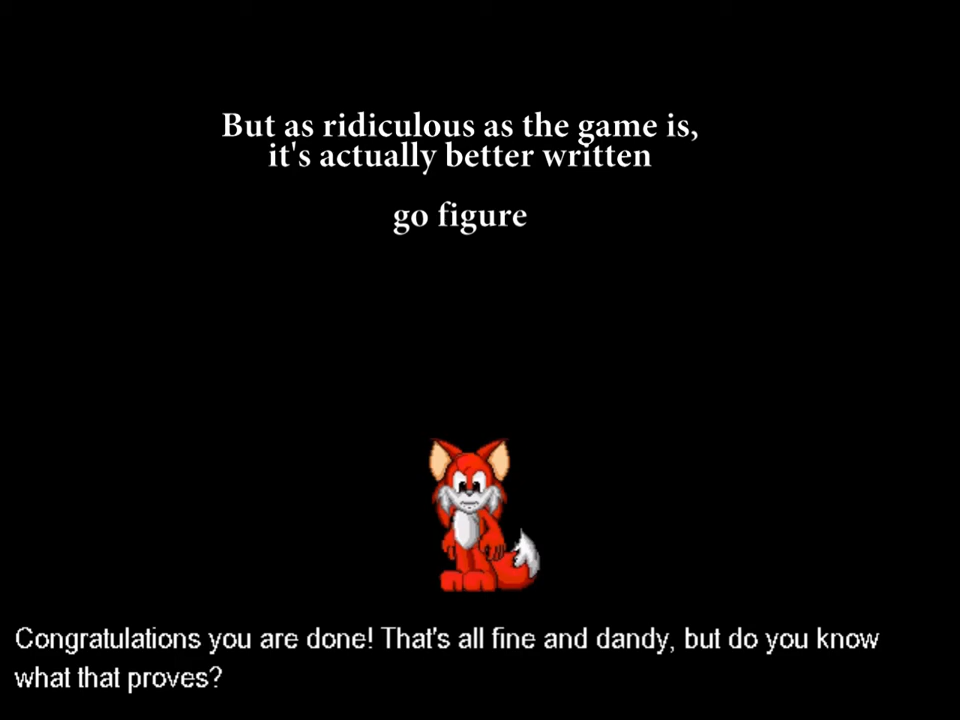 But as ridiculous as the game is,
it's actually better written
go figure
Congratulations you are done! That's all fine and dandy, but do you know
what that proves?